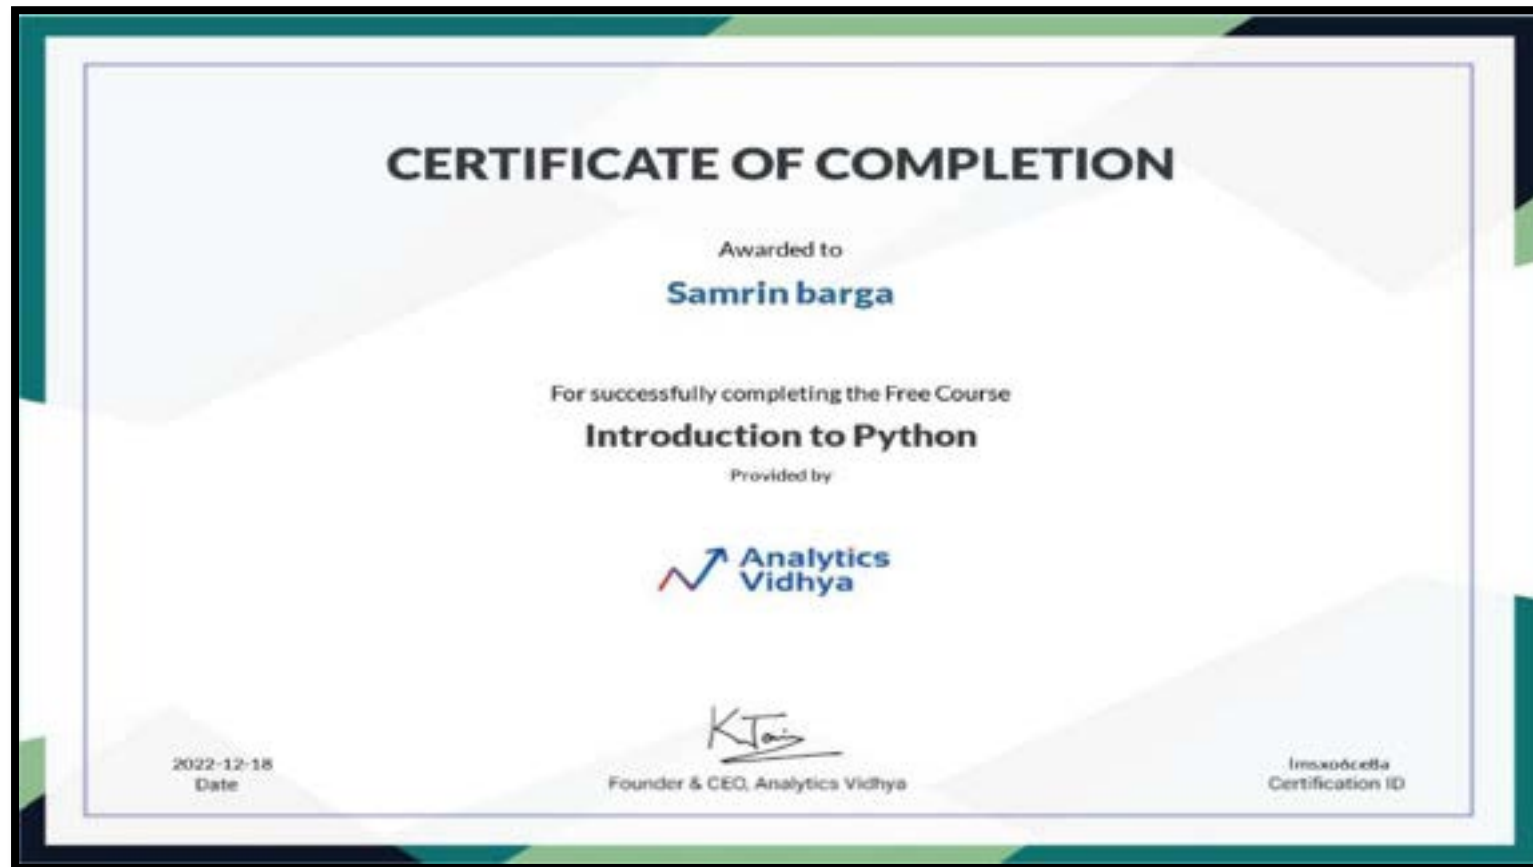 CERTIFICATE OF COMPLETION
Awarded to
Samrin barga
For successfully completing the Free Course
Introduction to Python
Provided by
Analytics
Vidhya
K Jain
Founder & CEO, Analytics Vidhya
2022-12-18
Date
Certification ID